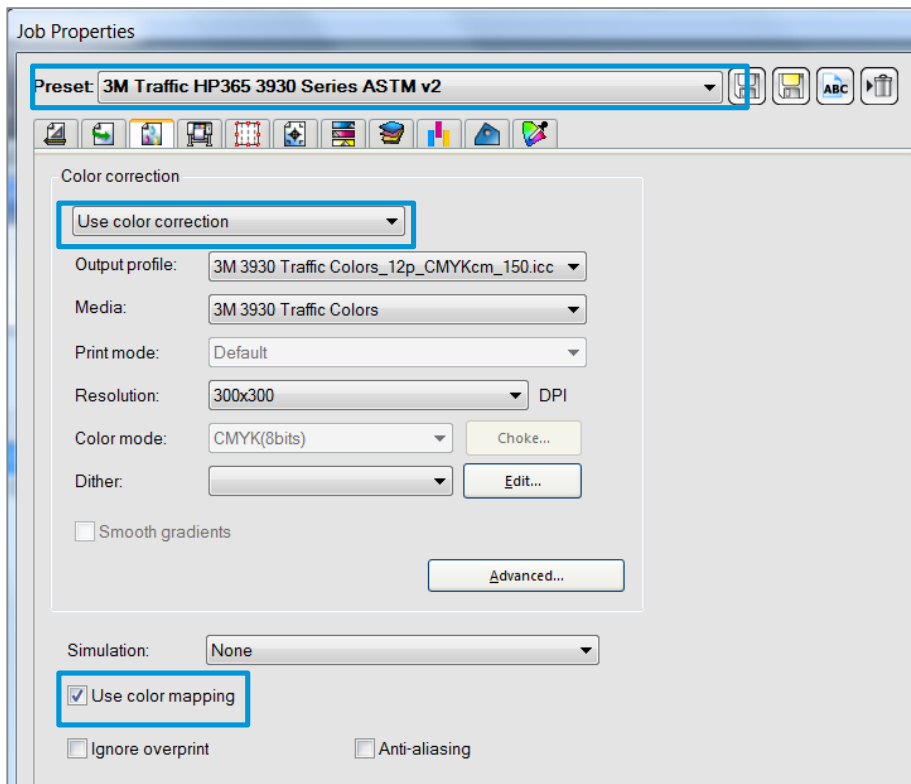 Job Properties
Preset: 3M Traffic HP365 3930 Series ASTM v2
ABC
Color correction
Use color correction
Output profile: 3M 3930 Traffic Colors_12p_CMYKcm_150.icc
Media: 3M 3930 Traffic Colors
Print mode: Default
Resolution: 300x300 DPI
Color mode: CMYK(8bits) Choke...
Dither: Edit...
Smooth gradients
Advanced...
Simulation: None
Use color mapping
Ignore overprint Anti-aliasing